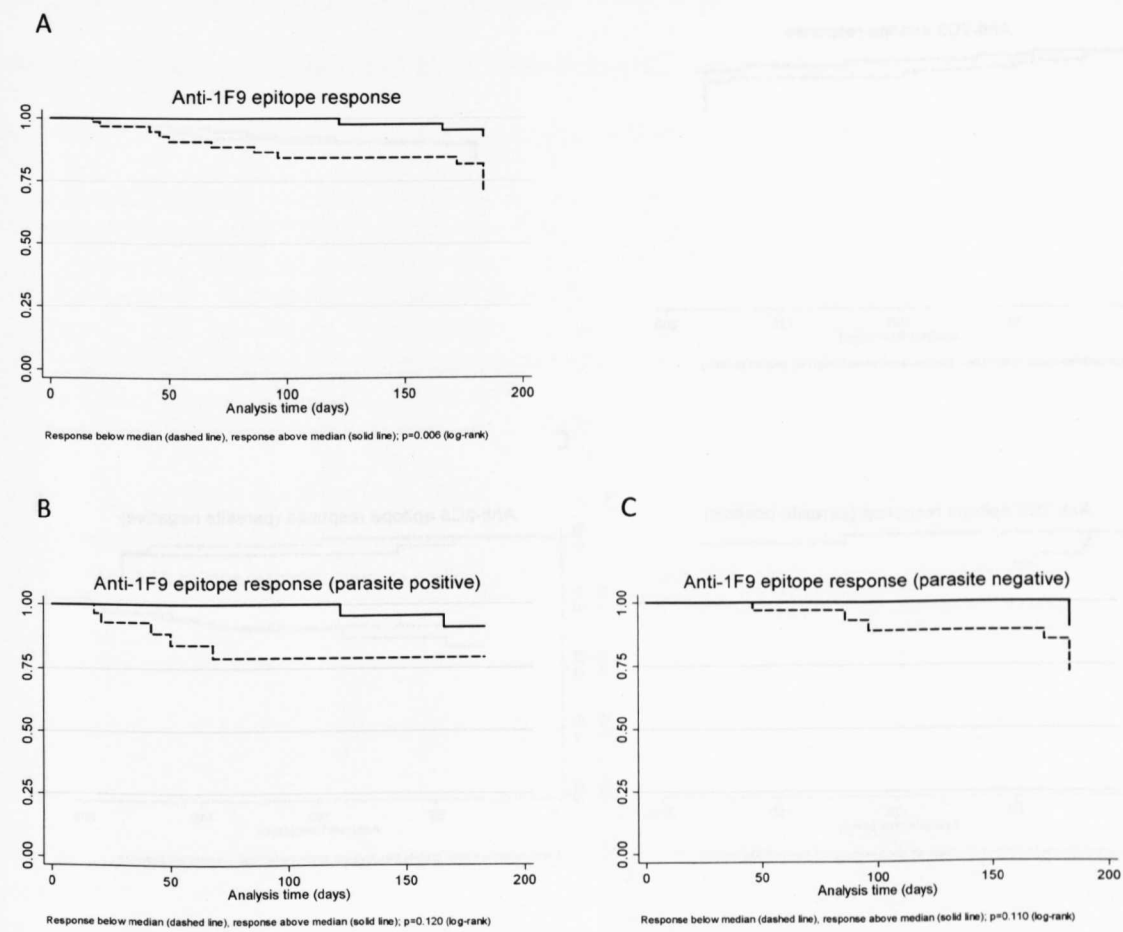 A
Anti-1F9 epitope response
1.00
0.75
0.50
0.25
0.00
0
50
100
150
200
Analysis time (days)
Response below median (dashed line), response above median (solid line); p=0.006 (log-rank)
B
Anti-1F9 epitope response (parasite positive)
1.00
0.75
0.50
0.25
0.00
0
50
100
150
200
Analysis time (days)
Response below median (dashed line), response above median (solid line); p=0.120 (log-rank)
C
Anti-1F9 epitope response (parasite negative)
1.00
0.75
0.50
0.25
0.00
0
50
100
150
200
Analysis time (days)
Response below median (dashed line), response above median (solid line); p=0.110 (log-rank)